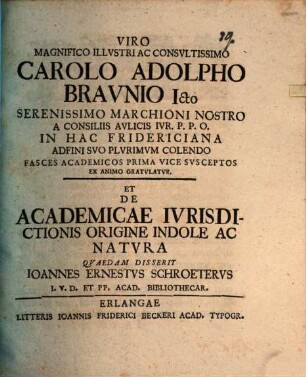 VIRO
MAGNIFICO ILLVSTRI AC CONSVLTISSIMO
CAROLO ADOLPHO
BRAVNIO Icto
SERENISSIMO MARCHIONI NOSTRO
A CONSILIIS AVLICIS IVR. P. P. O.
IN HAC FRIDERICIANA
ADFINI SVO PLVRIMVM COLENDO
FASCES ACADEMICOS PRIMA VICE SVSCEPTOS
EX ANIMO GRATVLATVR,
ET
DE
ACADEMICAE IVRISDI-
CTIONIS ORIGINE INDOLE AC
NATVRA
QVAEDAM DISSERIT
IOANNES ERNESTVS SCHROETERVS
I. V. D. ET PP. ACAD. BIBLIOTHECAR.
ERLANGAE
LITTERIS IOANNIS FRIDERICI BECKERI ACAD. TYPOGR.